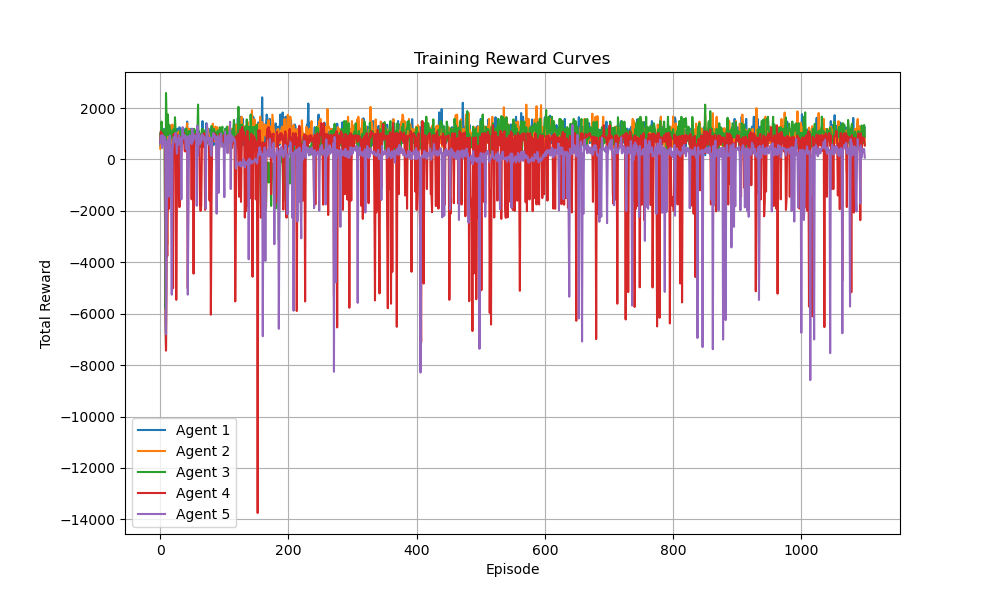 Training Reward Curves
Total Reward
2000
0
−2000
−4000
−6000
−8000
−10000
−12000
−14000
Agent 1
Agent 2
Agent 3
Agent 4
Agent 5
0 200 400 600 800 1000
Episode